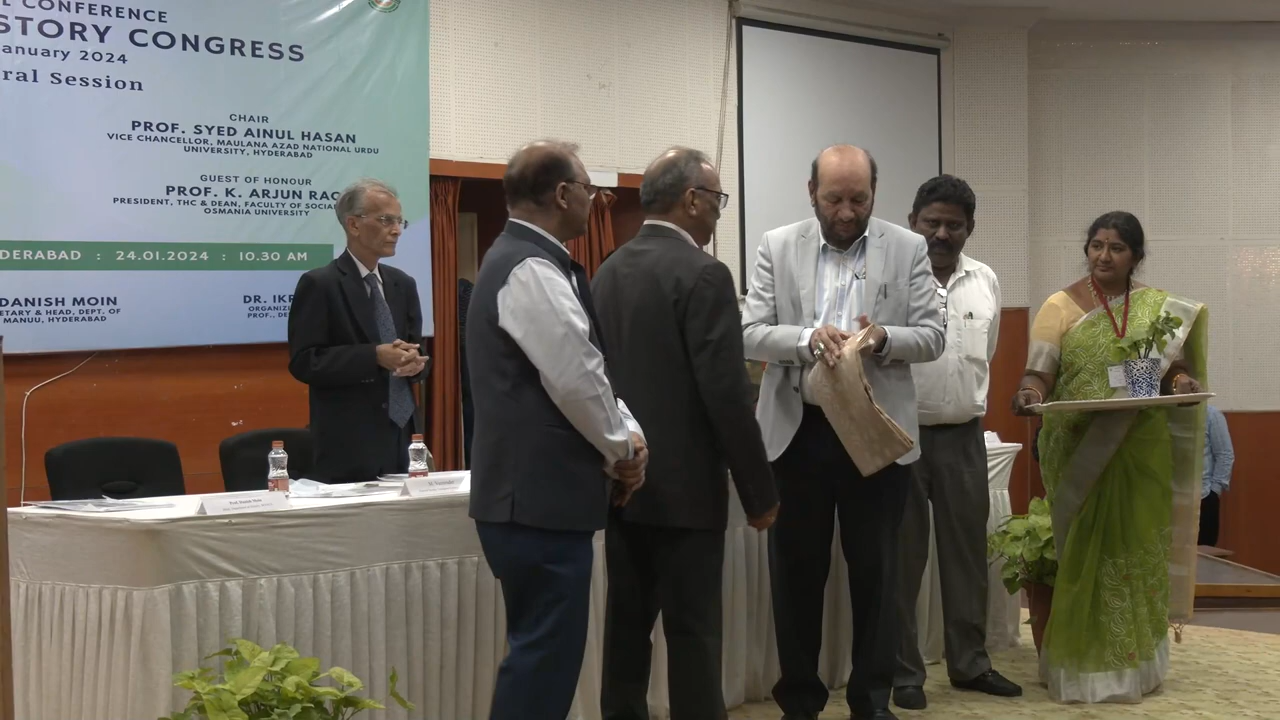 L CONFERENCE
STORY CONGRESS
January 2024
ral Session
CHAIR
PROF. SYED AINUL HASAN
VICE CHANCELLOR, MAULANA AZAD NATIONAL URDU
UNIVERSITY, HYDERABAD
GUEST OF HONOUR
PROF. K. ARJUN RAO
PRESIDENT, THC & DEAN, FACULTY OF SOCIAL
OSMANIA UNIVERSITY
DERABAD : 24.01.2024 : 10.30 AM
DANISH MOIN
ETARY & HEAD, DEPT. OF
MANUU, HYDERABAD
DR. IKR
ORGANIZ
PROF., DE